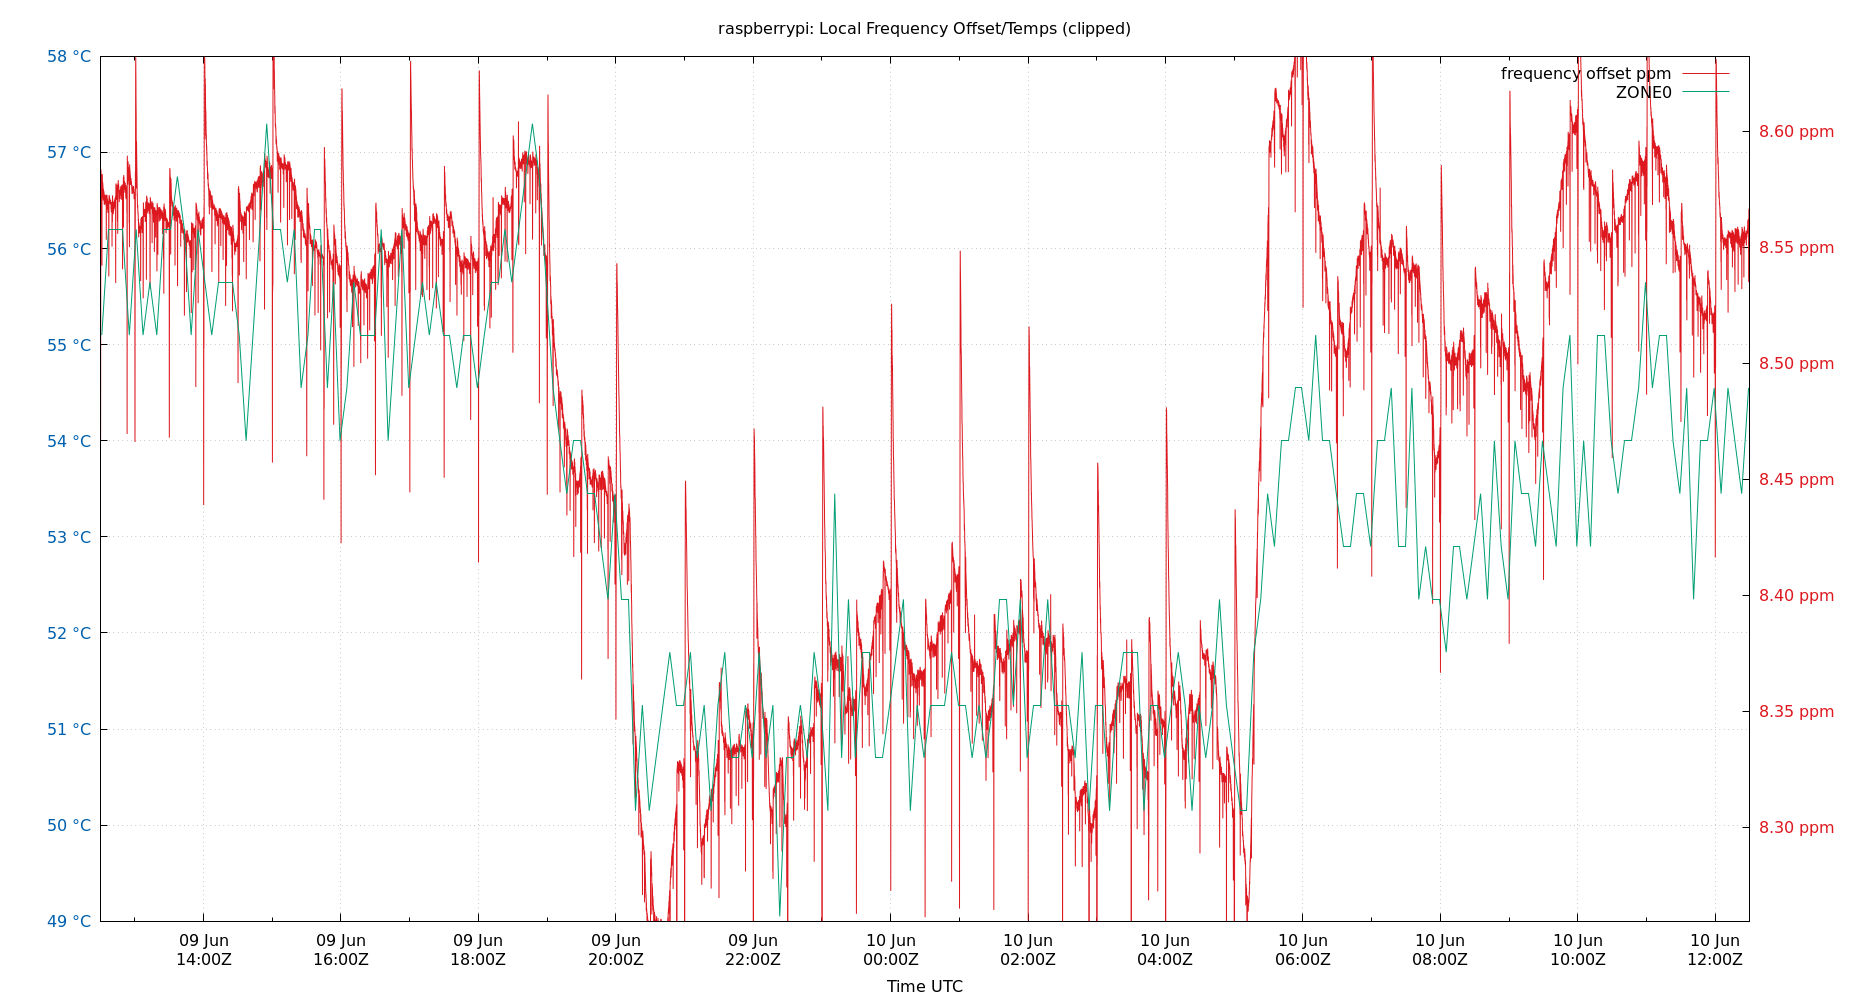 raspberrypi: Local Frequency Offset/Temps (clipped)
58 °C
57 °C
56 °C
55 °C
54 °C
53 °C
52 °C
51 °C
50 °C
49 °C
frequency offset ppm
ZONE0
8.60 ppm
8.55 ppm
8.50 ppm
8.45 ppm
8.40 ppm
8.35 ppm
8.30 ppm
09 Jun 09 Jun 09 Jun 09 Jun 09 Jun 10 Jun 10 Jun 10 Jun 10 Jun 10 Jun 10 Jun 10 Jun
14:00Z 16:00Z 18:00Z 20:00Z 22:00Z 00:00Z 02:00Z 04:00Z 06:00Z 08:00Z 10:00Z 12:00Z
Time UTC